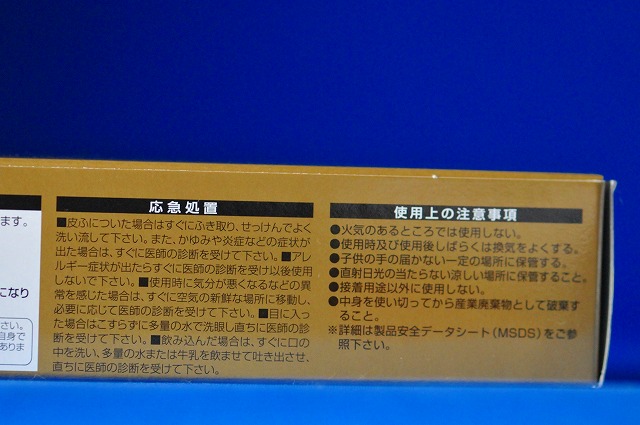 ます。
になり
さい。
自身で
ありま
応急処置
■皮ふについた場合はすぐにふき取り、せっけんでよく
洗い流して下さい。また、かゆみや炎症などの症状が
出た場合は、すぐに医師の診断を受けて下さい。■アレ
ルギー症状が出たらすぐに医師の診断を受け以後使用
しないで下さい。■使用時に気分が悪くなるなどの異
常を感じた場合は、すぐに空気の新鮮な場所に移動し、
必要に応じて医師の診断を受けて下さい。■目に入っ
た場合はこすらずに多量の水で洗眼し直ちに医師の診
断を受けて下さい。■飲み込んだ場合は、すぐに口の
中を洗い、多量の水または牛乳を飲ませて吐き出させ、
直ちに医師の診断を受けて下さい。
使用上の注意事項
●火気のあるところでは使用しない。
●使用時及び使用後しばらくは換気をよくする。
●子供の手の届かない一定の場所に保管する。
●直射日光の当たらない涼しい場所に保管すること。
●接着用途以外に使用しない。
●中身を使い切ってから産業廃棄物として破棄す
ること。
※詳細は製品安全データシート(MSDS)をご参
照下さい。